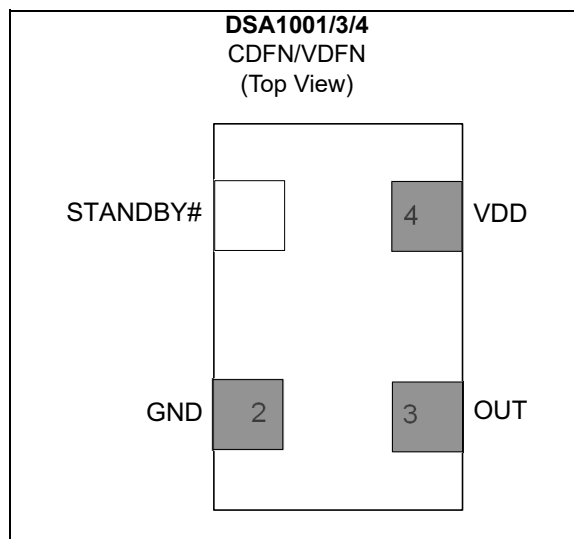 DSA1001/3/4
CDFN/VDFN
(Top View)
STANDBY#
4 VDD
GND 2
3 OUT